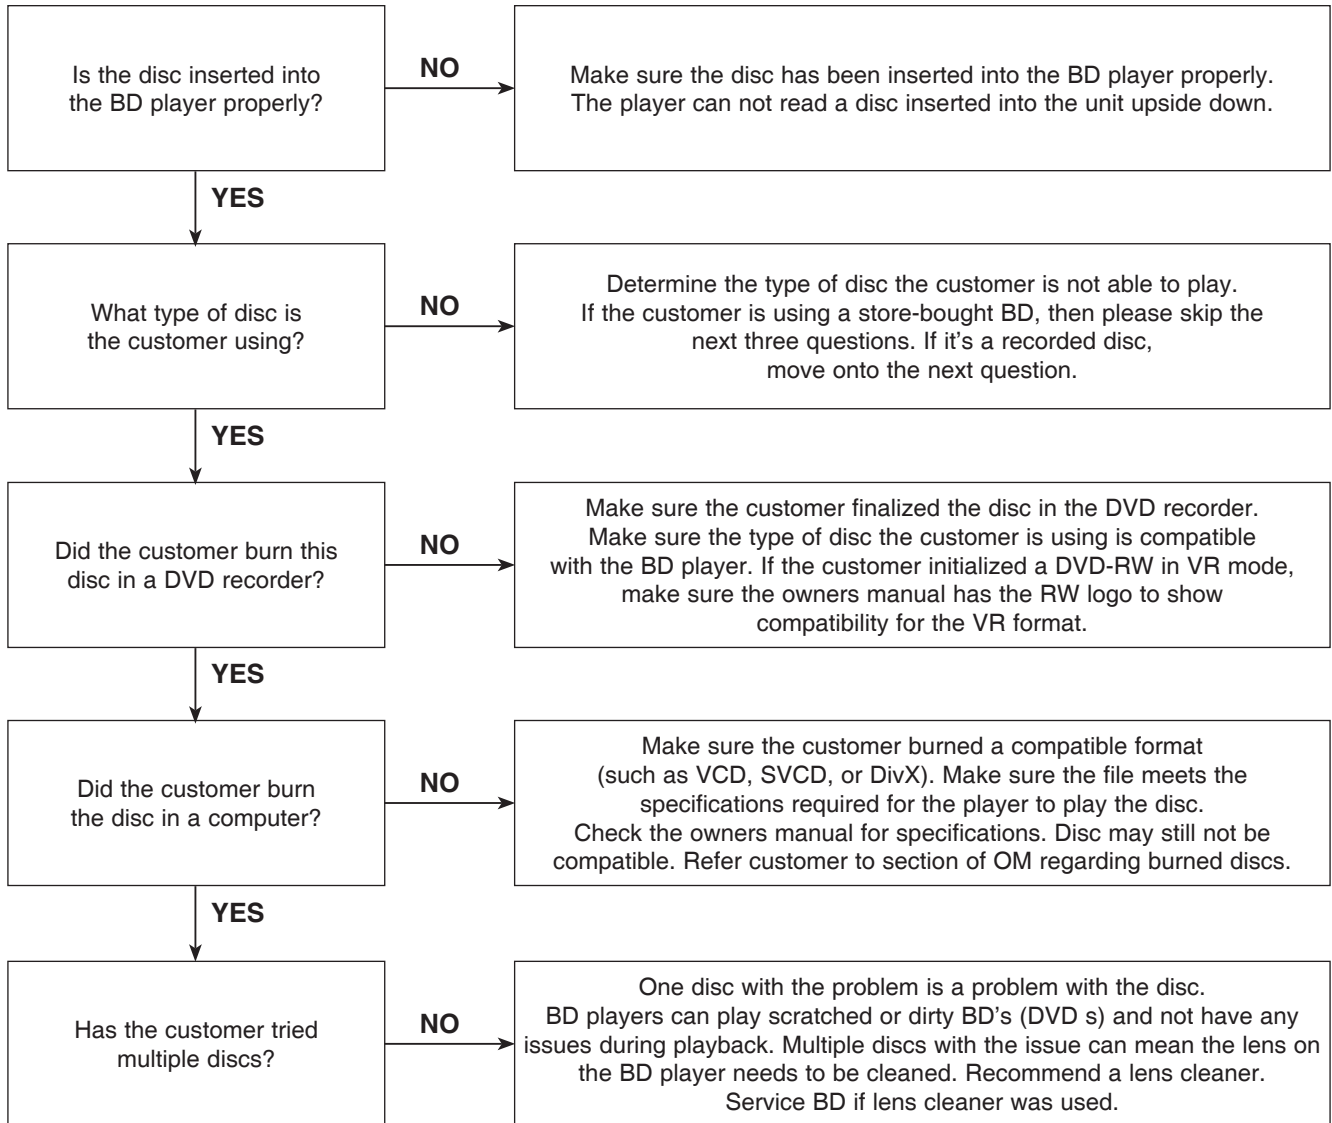 Is the disc inserted into
the BD player properly?
NO
Make sure the disc has been inserted into the BD player properly.
The player can not read a disc inserted into the unit upside down.
YES
What type of disc is
the customer using?
NO
Determine the type of disc the customer is not able to play.
If the customer is using a store-bought BD, then please skip the
next three questions. If it's a recorded disc,
move onto the next question.
YES
Did the customer burn this
disc in a DVD recorder?
NO
Make sure the customer finalized the disc in the DVD recorder.
Make sure the type of disc the customer is using is compatible
with the BD player. If the customer initialized a DVD-RW in VR mode,
make sure the owners manual has the RW logo to show
compatibility for the VR format.
YES
Did the customer burn
the disc in a computer?
NO
Make sure the customer burned a compatible format
(such as VCD, SVCD, or DivX). Make sure the file meets the
specifications required for the player to play the disc.
Check the owners manual for specifications. Disc may still not be
compatible. Refer customer to section of OM regarding burned discs.
YES
Has the customer tried
multiple discs?
NO
One disc with the problem is a problem with the disc.
BD players can play scratched or dirty BD's (DVD s) and not have any
issues during playback. Multiple discs with the issue can mean the lens on
the BD player needs to be cleaned. Recommend a lens cleaner.
Service BD if lens cleaner was used.